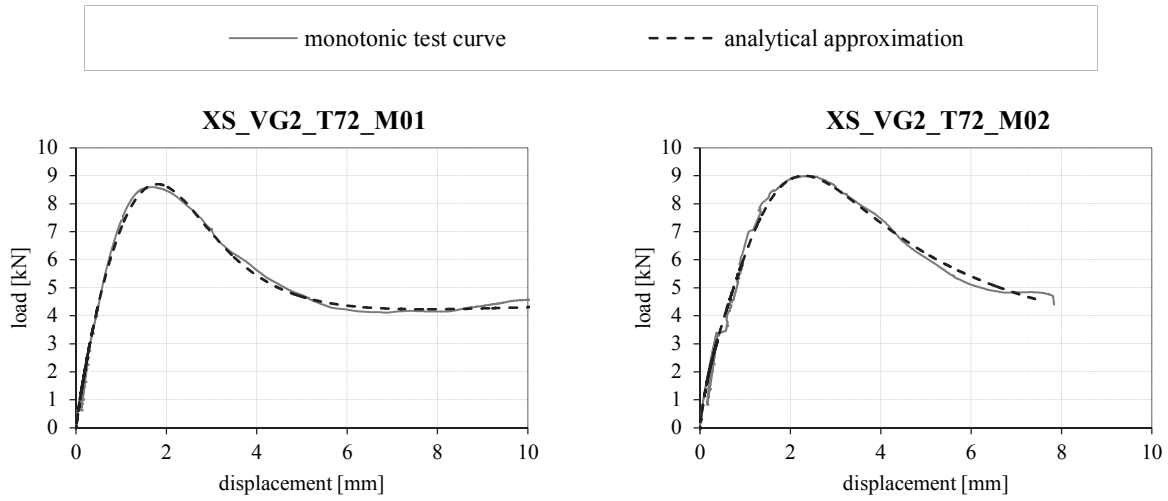 monotonic test curve analytical approximation
XS_VG2_T72_M01
10
9
8
7
6
5
4
3
2
1
0
load [kN]
0 2 4 6 8 10
displacement [mm]
XS_VG2_T72_M02
10
9
8
7
6
5
4
3
2
1
0
load [kN]
0 2 4 6 8 10
displacement [mm]